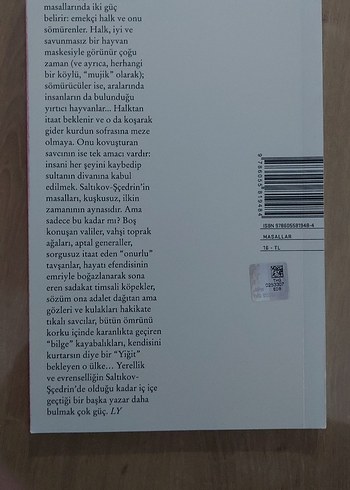 masallarında iki güç
belirir: emekçi halk ve onu
sömürenler. Halk, iyi ve
savunmasız bir hayvan
maskesiyle görünür çoğu
zaman (ve ayrıca, herhangi
bir köylü, “mujik” olarak);
sömürücüler ise, aralarında
insanların da bulunduğu
yırtıcı hayvanlar... Halktan
itaat beklenir ve o da koşarak
gider kurdun sofrasına meze
olmaya. Onu kovuşturan
savcının ise tek amacı vardır:
insani her şeyini kaybedip
sultanın divanına kabul
edilmek. Saltıkov-Şçedrin’in
masalları, kuşkusuz, ilkin
zamanının aynasıdır. Ama
sadece bu kadar mı? Boş
konuşan valiler, vahşi toprak
ağaları, aptal generaller,
sorgusuz itaat eden “onurlu”
tavşanlar, hayatı efendisinin
emriyle boğazlanarak sona
eren sadakat timsali köpekler,
sözüm ona adalet dağıtan ama
gözleri ve kulakları hakikate
tıkalı savcılar, bütün ömrünü
korku içinde karanlıkta geçiren
“bilge” kayabalıkları, kendisini
kurtarsın diye bir “Yiğit”
bekleyen o ülke... Yerellik
ve evrenselliğin Saltıkov-
Şçedrin’de olduğu kadar iç içe
geçtiği bir başka yazar daha
bulmak çok güç. LY
9786055819484
ISBN 978605581948-4
MASALLAR
16.- TL